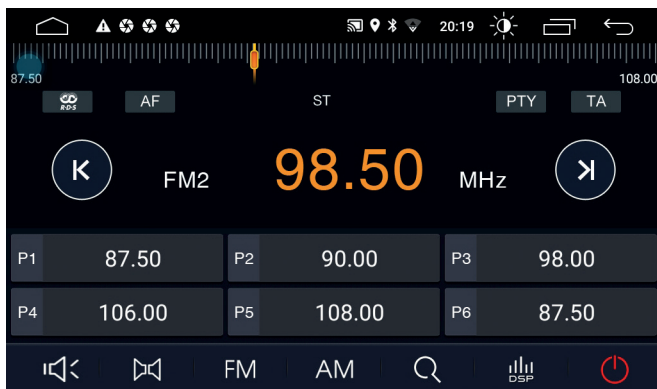 20:19
87.50 108.00
R·D·S AF ST PTY TA
FM2 98.50 MHz
P1 87.50 P2 90.00 P3 98.00
P4 106.00 P5 108.00 P6 87.50
FM AM DSP